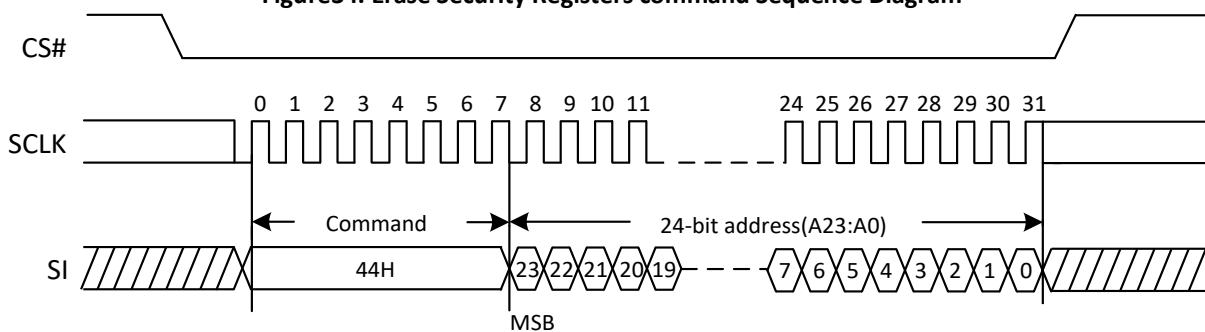 Figure34. Erase Security Registers command Sequence Diagram
CS#
0 1 2 3 4 5 6 7 8 9 10 11 24 25 26 27 28 29 30 31
SCLK
Command 24-bit address(A23:A0)
SI 44H 23 22 21 20 19 7 6 5 4 3 2 1 0
MSB